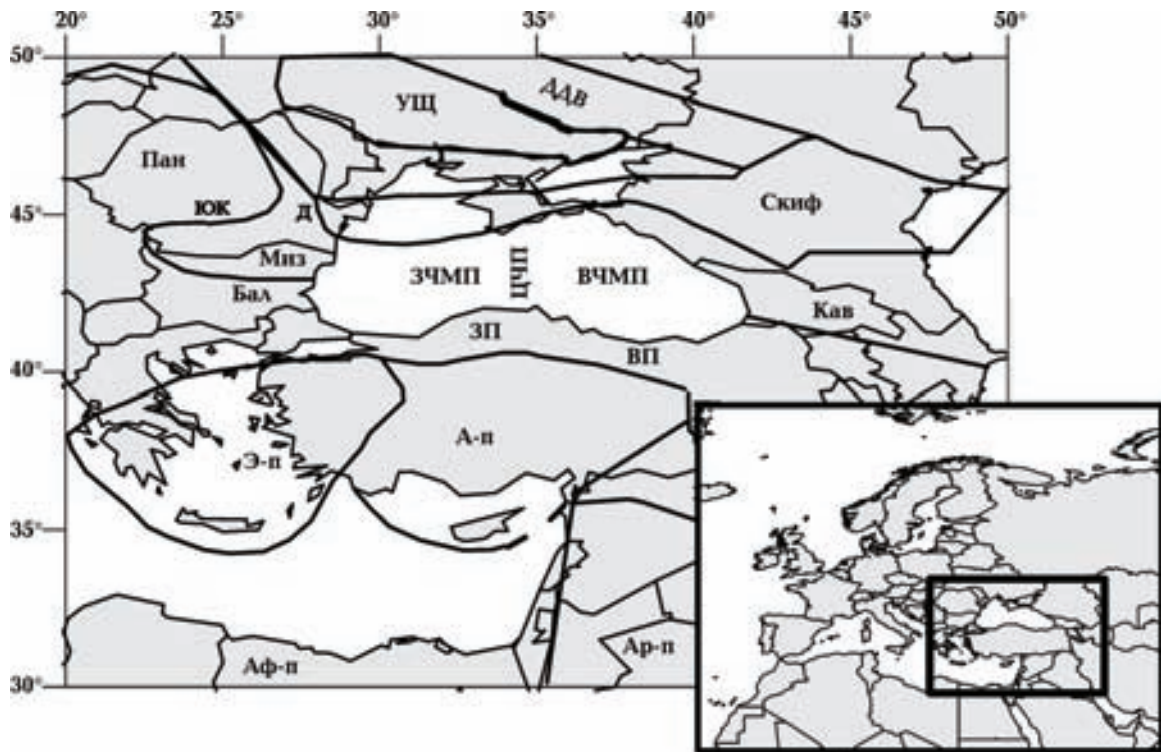 20° 25° 30° 35° 40° 45° 50°
50°
ДДВ
УЩ
Пан
45°
ЮК Д Скиф
Миз ЗЧМП ЦЧП ВЧМП
Бал Кав
ЗП
ВП
40°
А-п
Э-п
35°
Аф-п Ар-п
30°